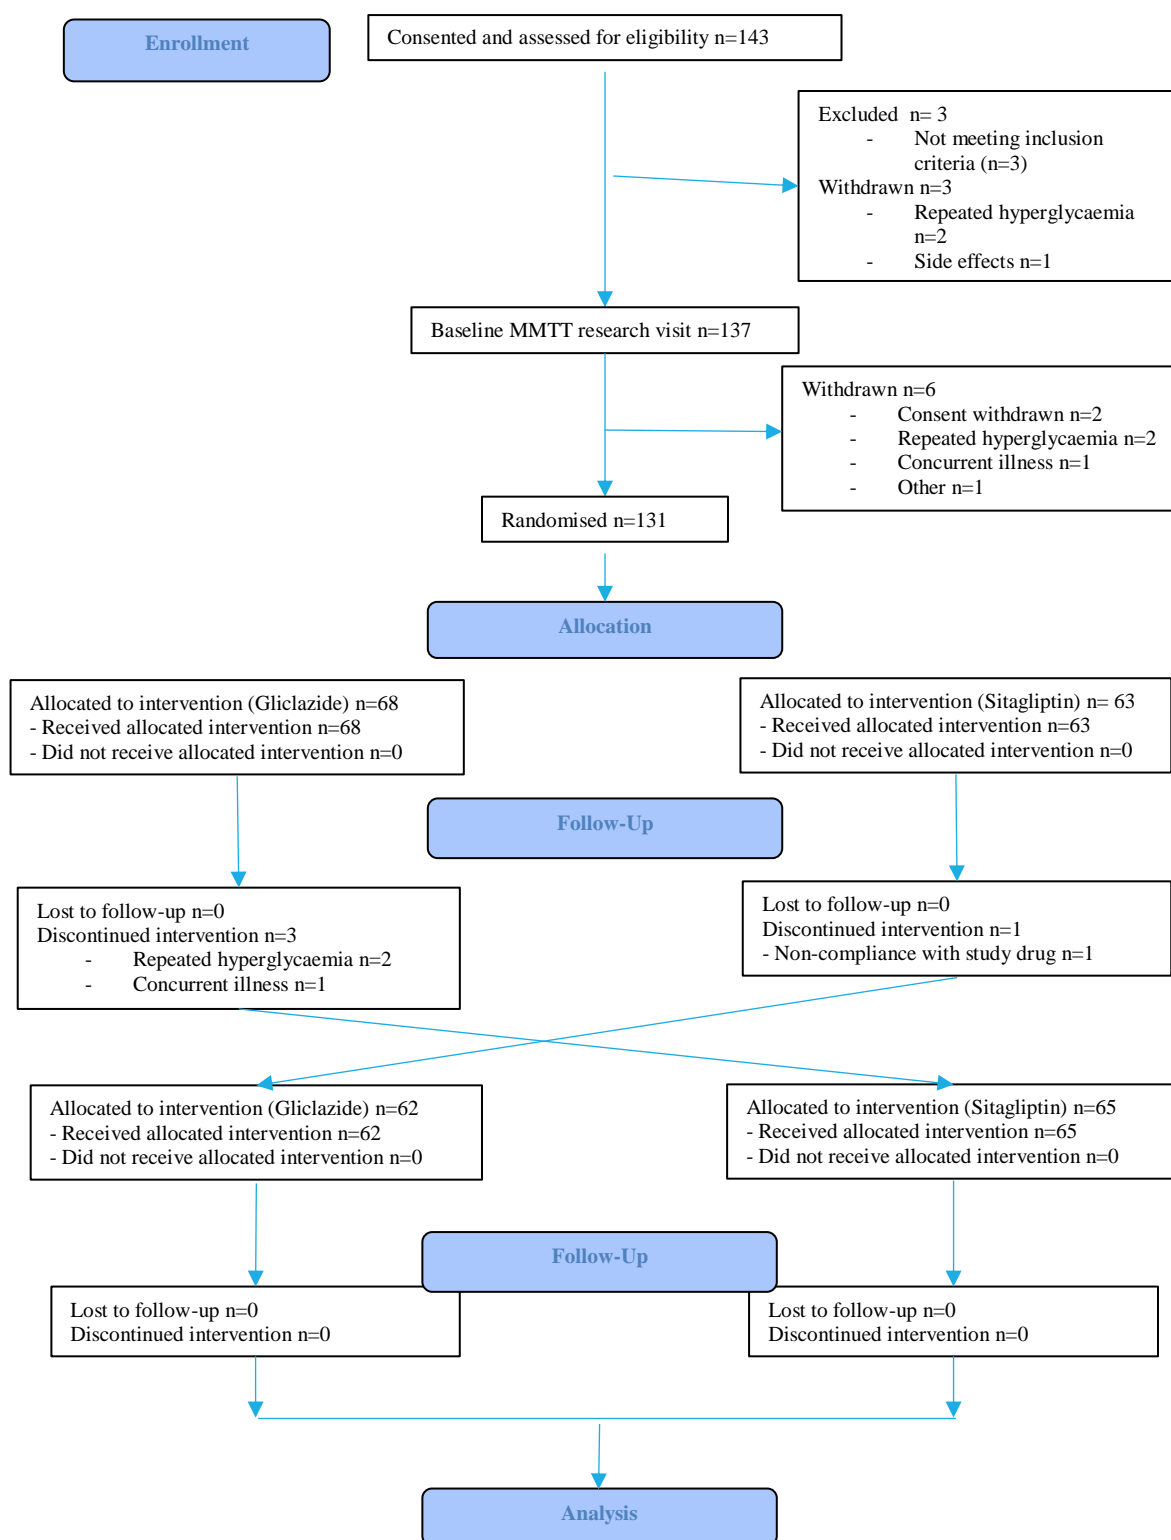 Enrollment
Consented and assessed for eligibility n=143
Excluded n= 3
- Not meeting inclusion
criteria (n=3)
Withdrawn n=3
- Repeated hyperglycaemia
n=2
- Side effects n=1
Baseline MMTT research visit n=137
Withdrawn n=6
- Consent withdrawn n=2
- Repeated hyperglycaemia n=2
- Concurrent illness n=1
- Other n=1
Randomised n=131
Allocation
Allocated to intervention (Gliclazide) n=68
- Received allocated intervention n=68
- Did not receive allocated intervention n=0
Allocated to intervention (Sitagliptin) n= 63
- Received allocated intervention n=63
- Did not receive allocated intervention n=0
Follow-Up
Lost to follow-up n=0
Discontinued intervention n=3
- Repeated hyperglycaemia n=2
- Concurrent illness n=1
Lost to follow-up n=0
Discontinued intervention n=1
- Non-compliance with study drug n=1
Allocated to intervention (Gliclazide) n=62
- Received allocated intervention n=62
- Did not receive allocated intervention n=0
Allocated to intervention (Sitagliptin) n=65
- Received allocated intervention n=65
- Did not receive allocated intervention n=0
Follow-Up
Lost to follow-up n=0
Discontinued intervention n=0
Lost to follow-up n=0
Discontinued intervention n=0
Analysis